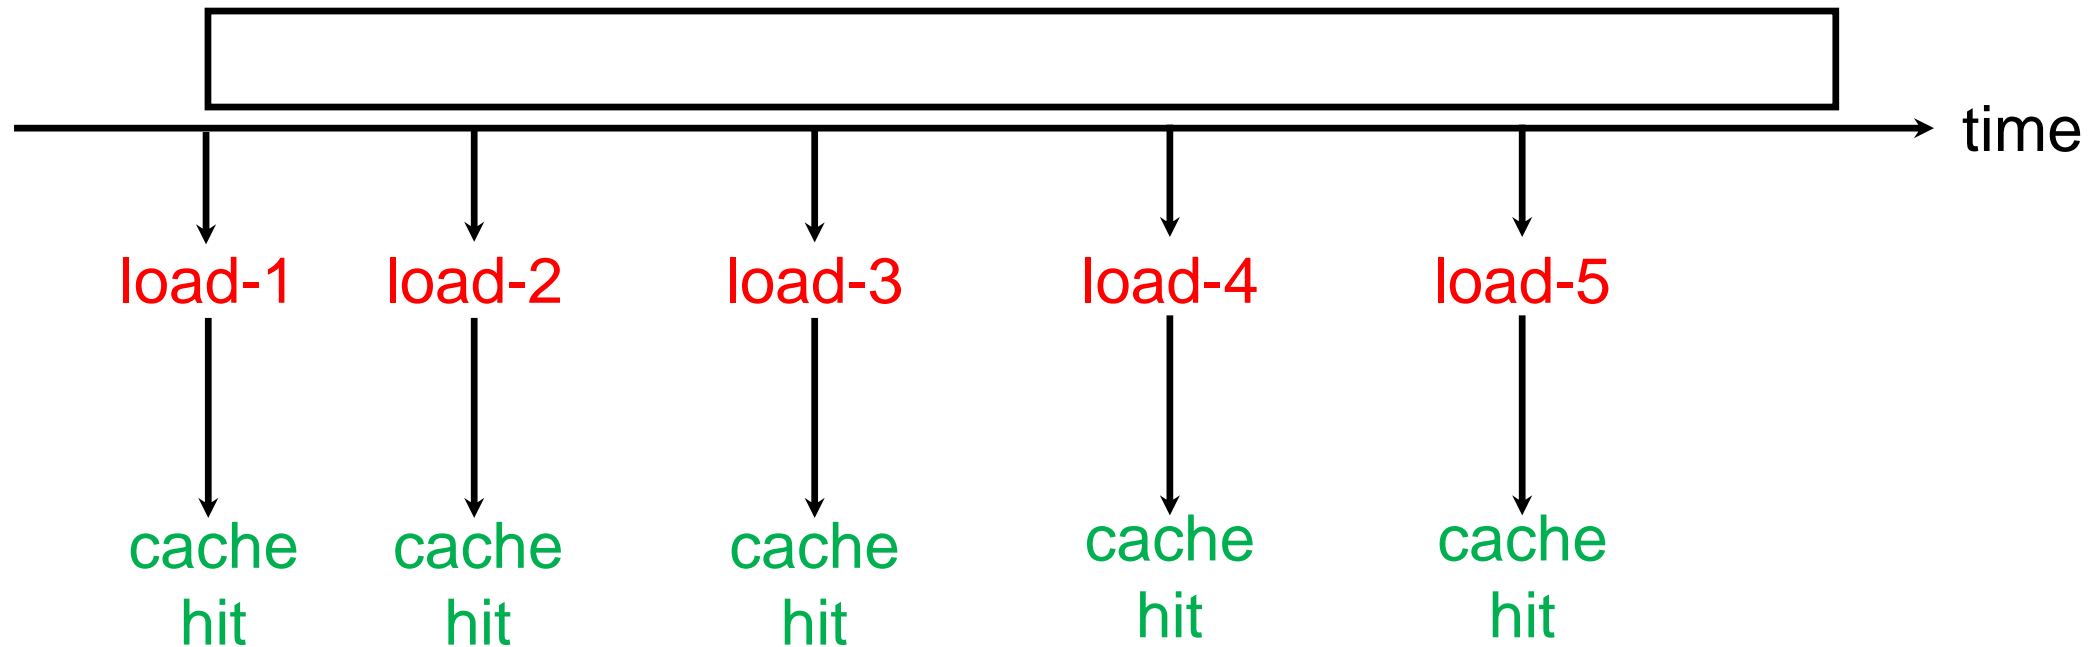 time
load-1 load-2 load-3 load-4 load-5
cache cache cache cache cache
hit hit hit hit hit